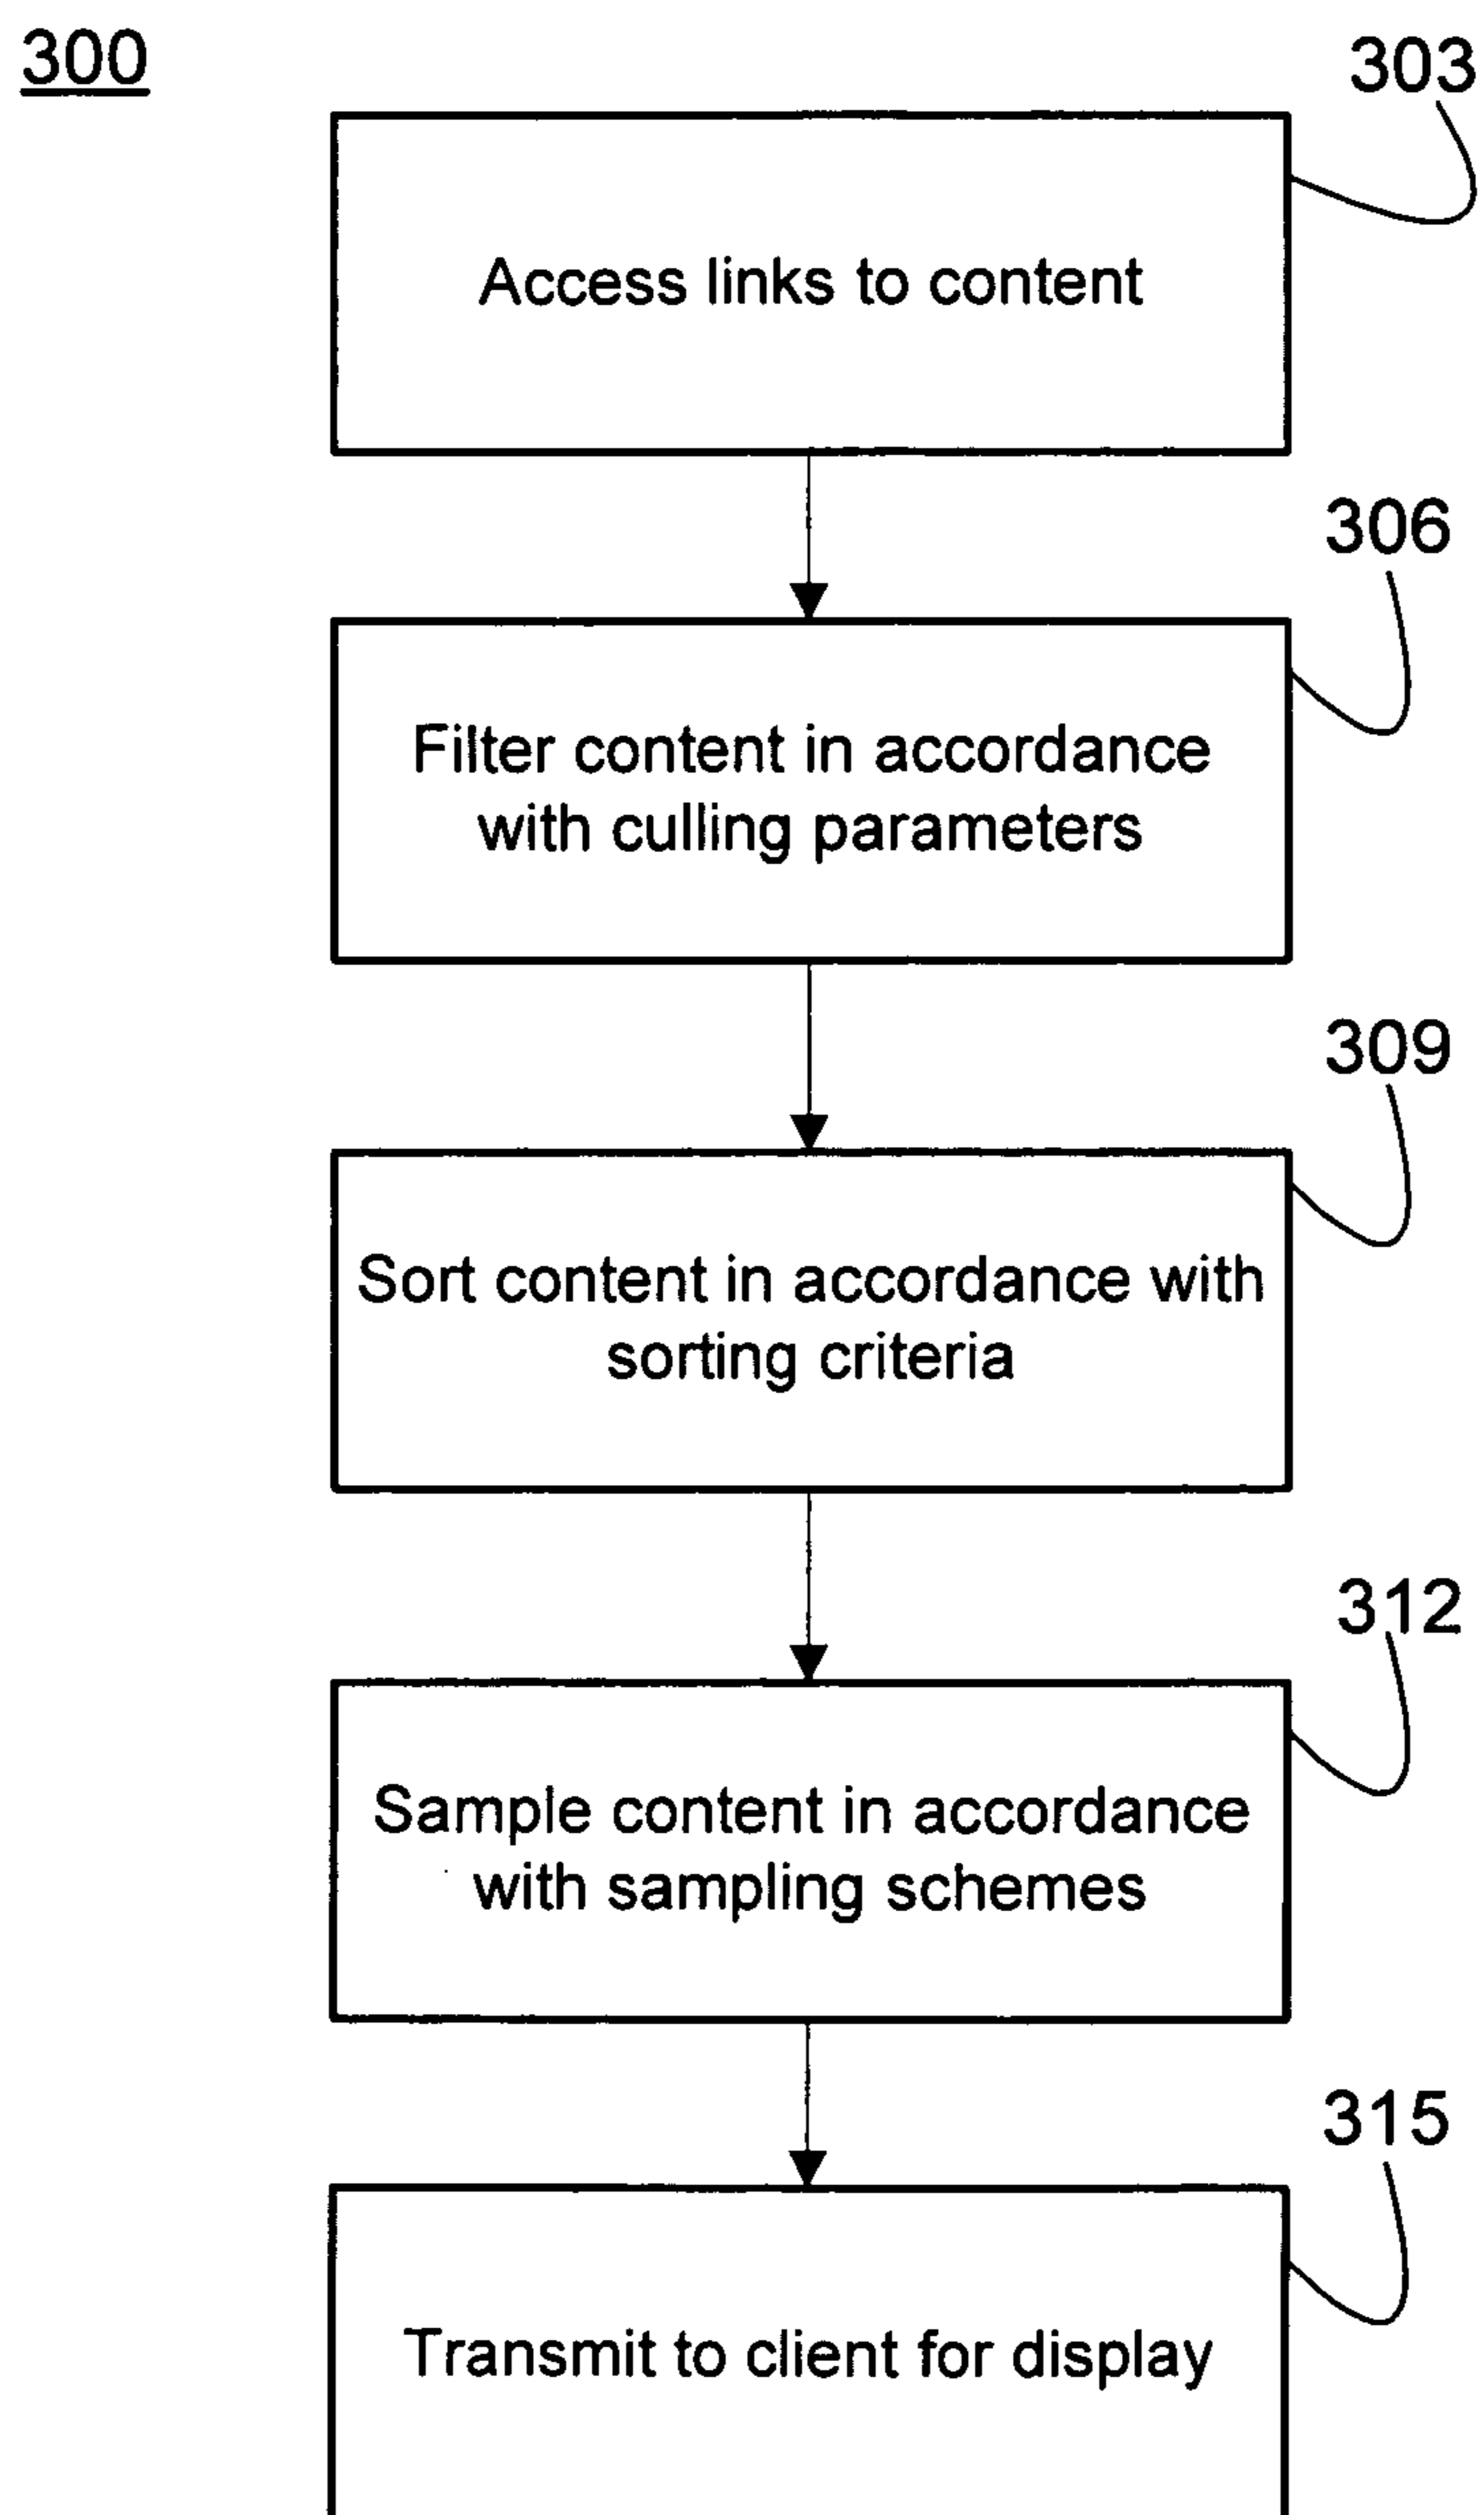 300
303
Access links to content
306
Filter content in accordance
with culling parameters
309
Sort content in accordance with
sorting criteria
312
Sample content in accordance
with sampling schemes
315
Transmit to client for display